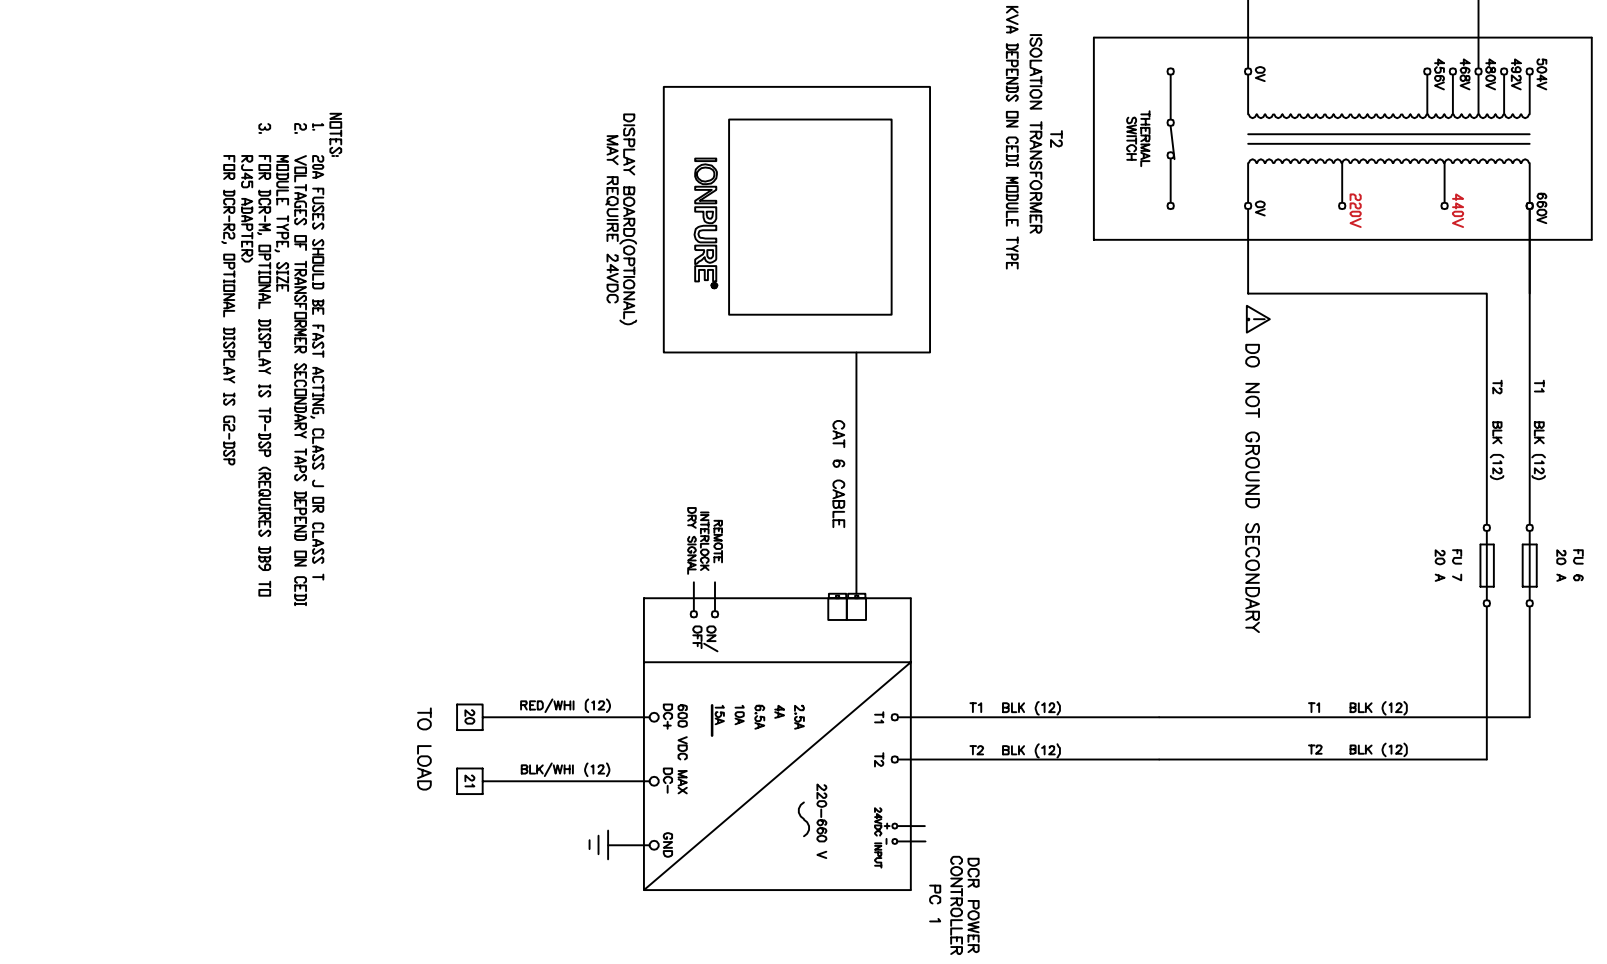 504V
492V
480V
468V
456V
0V
THERMAL
SWITCH
660V
440V
220V
0V
T2
ISOLATION TRANSFORMER
KVA DEPENDS ON CEDI MODULE TYPE
DO NOT GROUND SECONDARY
T1 BLK (12)
T2 BLK (12)
FU 6
20 A
FU 7
20 A
T1 BLK (12)
T2 BLK (12)
T1 BLK (12)
T2 BLK (12)
IONPURE
DISPLAY BOARD(OPTIONAL)
MAY REQUIRE 24VDC
CAT 6 CABLE
REMOTE
INTERLOCK
DRY SIGNAL
ON/
OFF
T1
T2
24VDC INPUT
+
-
220-660 V
2.5A
4A
6.5A
10A
15A
600 VDC MAX
DC+
DC-
GND
DCR POWER
CONTROLLER
PC 1
RED/WHI (12)
BLK/WHI (12)
20
21
TO LOAD
NOTES:
1. 20A FUSES SHOULD BE FAST ACTING, CLASS J OR CLASS T
2. VOLTAGES OF TRANSFORMER SECONDARY TAPS DEPEND ON CEDI
MODULE TYPE, SIZE
3. FOR DCR-M, OPTIONAL DISPLAY IS TP-DSP (REQUIRES DB9 TO
RJ45 ADAPTER)
FOR DCR-R2, OPTIONAL DISPLAY IS G2-DSP